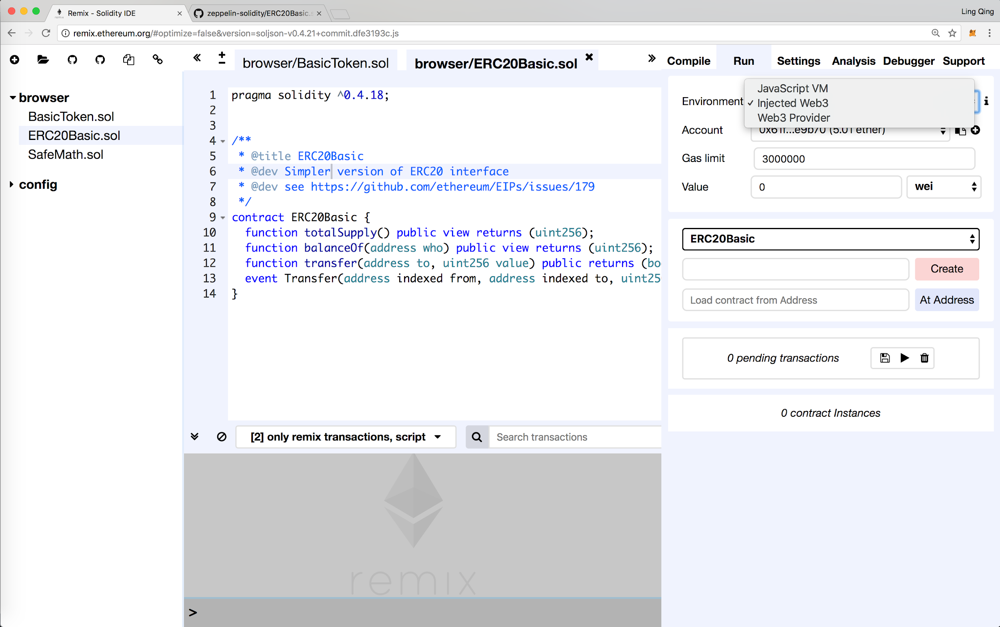 Remix - Solidity IDE
zeppelin-solidity/ERC20Basic.s
Ling Qing
remix.ethereum.org/#optimize=false&version=soljson-v0.4.21+commit.dfe3193c.js
browser/BasicToken.sol
browser/ERC20Basic.sol
Compile
Run
Settings
Analysis
Debugger
Support
browser
BasicToken.sol
ERC20Basic.sol
SafeMath.sol
config
1 pragma solidity ^0.4.18;
2
3
4 /**
5 * @title ERC20Basic
6 * @dev Simpler version of ERC20 interface
7 * @dev see https://github.com/ethereum/EIPs/issues/179
8 */
9 contract ERC20Basic {
10 function totalSupply() public view returns (uint256);
11 function balanceOf(address who) public view returns (uint256);
12 function transfer(address to, uint256 value) public returns (bo
13 event Transfer(address indexed from, address indexed to, uint25
14 }
Environment
JavaScript VM
✓ Injected Web3
Web3 Provider
Account 0x61f...e9b70 (5.01 ether)
Gas limit 3000000
Value 0 wei
ERC20Basic
Create
Load contract from Address At Address
0 pending transactions
0 contract Instances
[2] only remix transactions, script
Search transactions
remix
>